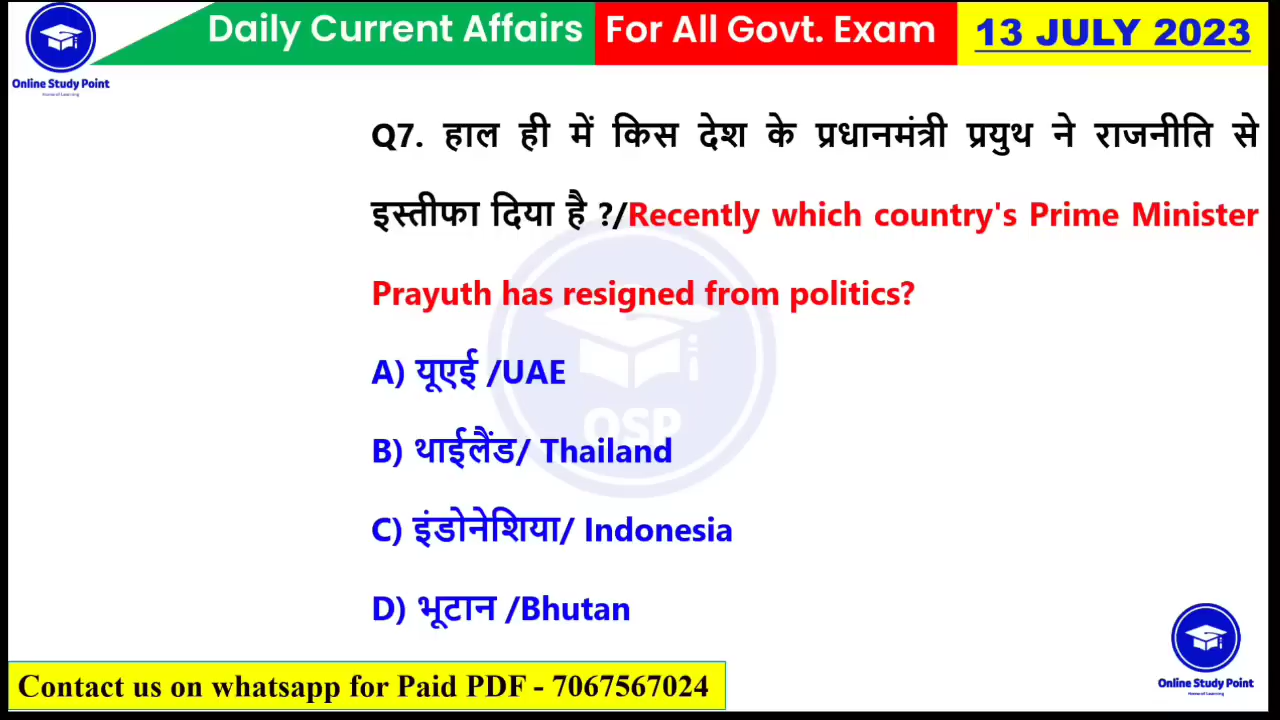 Daily Current Affairs For All Govt. Exam 13 JULY 2023
Online Study Point
Q7. हाल ही में किस देश के प्रधानमंत्री प्रयुथ ने राजनीति से
इस्तीफा दिया है ?/Recently which country's Prime Minister
Prayuth has resigned from politics?
A) यूएई /UAE
B) थाईलैंड/ Thailand
C) इंडोनेशिया/ Indonesia
D) भूटान /Bhutan
OSP
Contact us on whatsapp for Paid PDF - 7067567024
Online Study Point